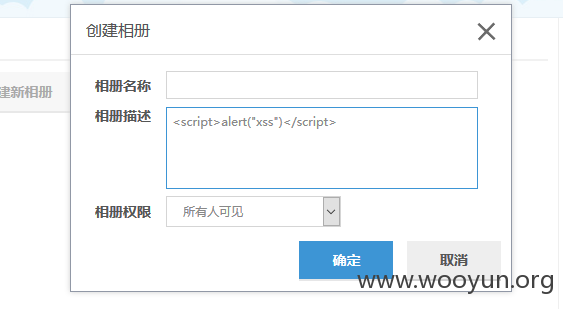 创建相册
建新相册
相册名称
相册描述
<script>alert("xss")</script>
相册权限
所有人可见
确定
取消
www.wooyun.org